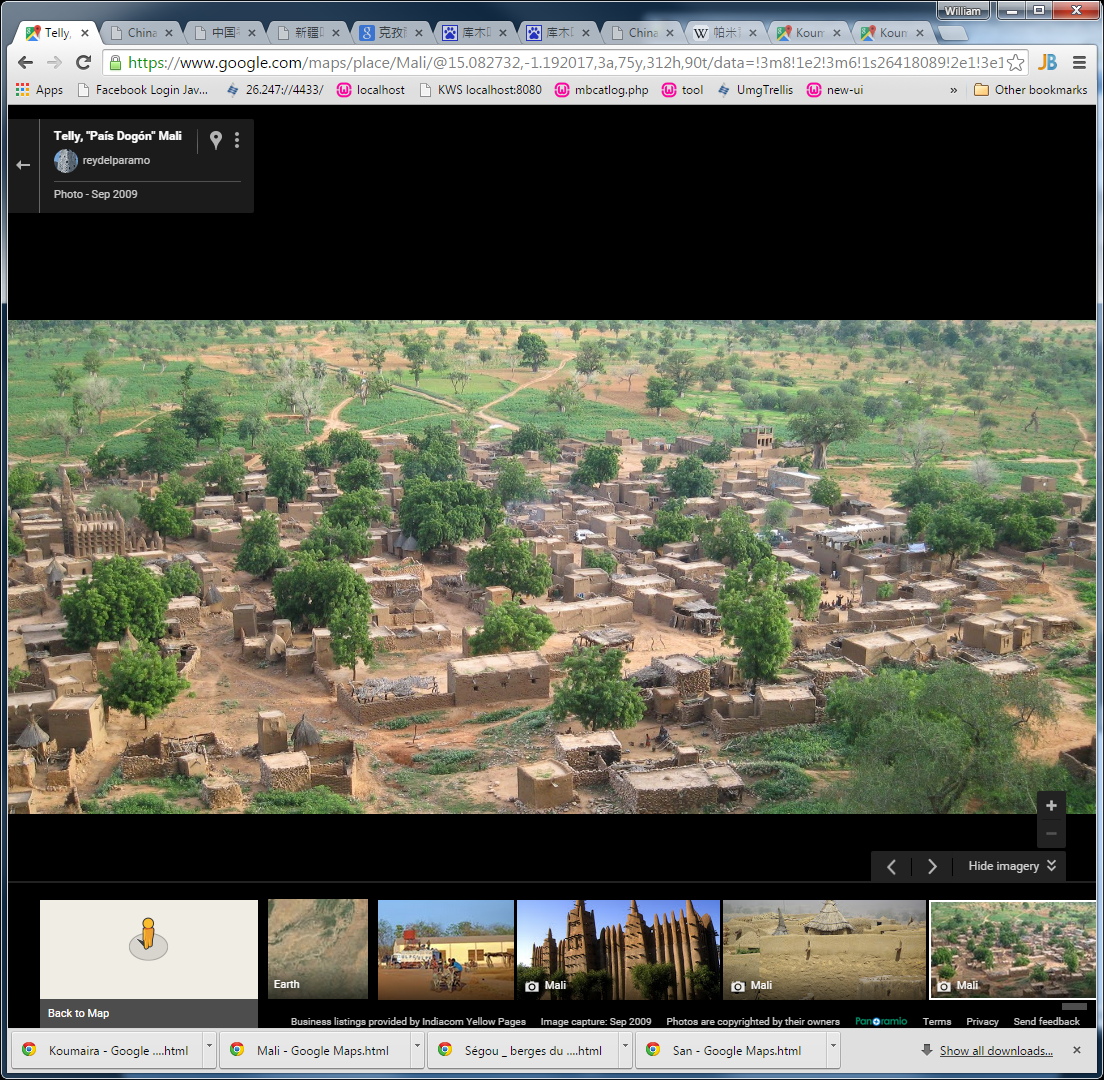 William
Telly,
China
中国
新疆
克孜
库木
库木
China
帕米
Koum
Koun
https://www.google.com/maps/place/Mali/@15.082732,-1.192017,3a,75y,312h,90t/data=!3m8!1e2!3m6!1s26418089!2e1!3e1
JB
Apps
Facebook Login Jav...
26.247://4433/
localhost
KWS localhost:8080
mbcatlog.php
tool
UmgTrellis
new-ui
»
Other bookmarks
Telly, "País Dogón" Mali
reydelparamo
Photo - Sep 2009
Hide imagery
Earth
Mali
Mali
Mali
Back to Map
Business listings provided by Indiacom Yellow Pages Image capture: Sep 2009 Photos are copyrighted by their owners Panoramio Terms Privacy Send feedback
Koumaira - Google ....html
Mali - Google Maps.html
Ségou _ berges du ....html
San - Google Maps.html
Show all downloads...